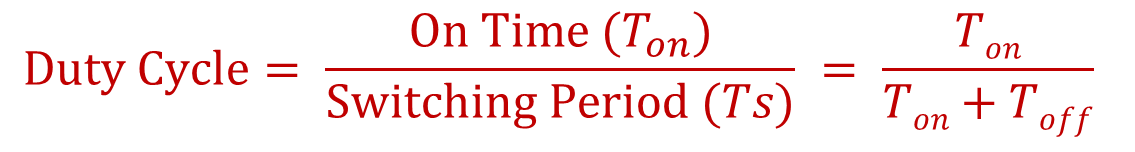 Duty Cycle = On Time (T_on) / Switching Period (Ts) = T_on / T_on + T_off